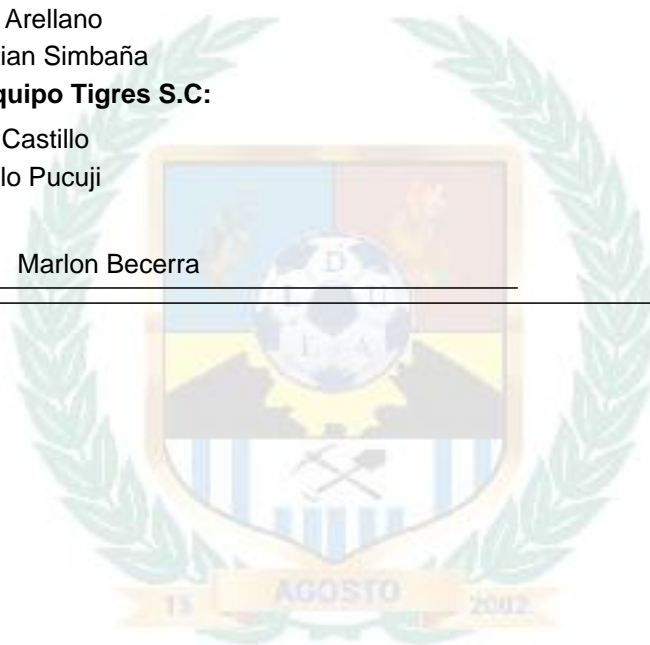 Arellano
ian Simbaña
quipo Tigres S.C:
Castillo
lo Pucuji
Marlon Becerra
D
L U
L A
15 AGOSTO 2002